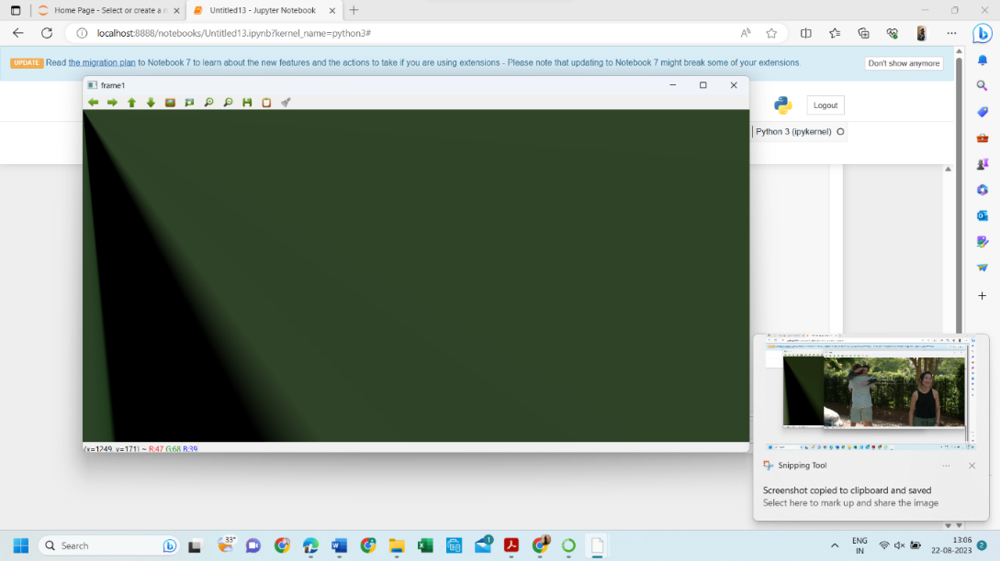 Home Page - Select or create a n
Untitled13 - Jupyter Notebook
localhost:8888/notebooks/Untitled13.ipynb?kernel_name=python3#
UPDATE Read the migration plan to Notebook 7 to learn about the new features and the actions to take if you are using extensions - Please note that updating to Notebook 7 might break some of your extensions.
Don't show anymore
frame1
Logout
Python 3 (ipykernel)
(x=1249, y=171) ~ R:47 G:68 B:39
Snipping Tool
Screenshot copied to clipboard and saved
Select here to mark up and share the image
Search
33°
1
ENG
IN
13:06
22-08-2023
2